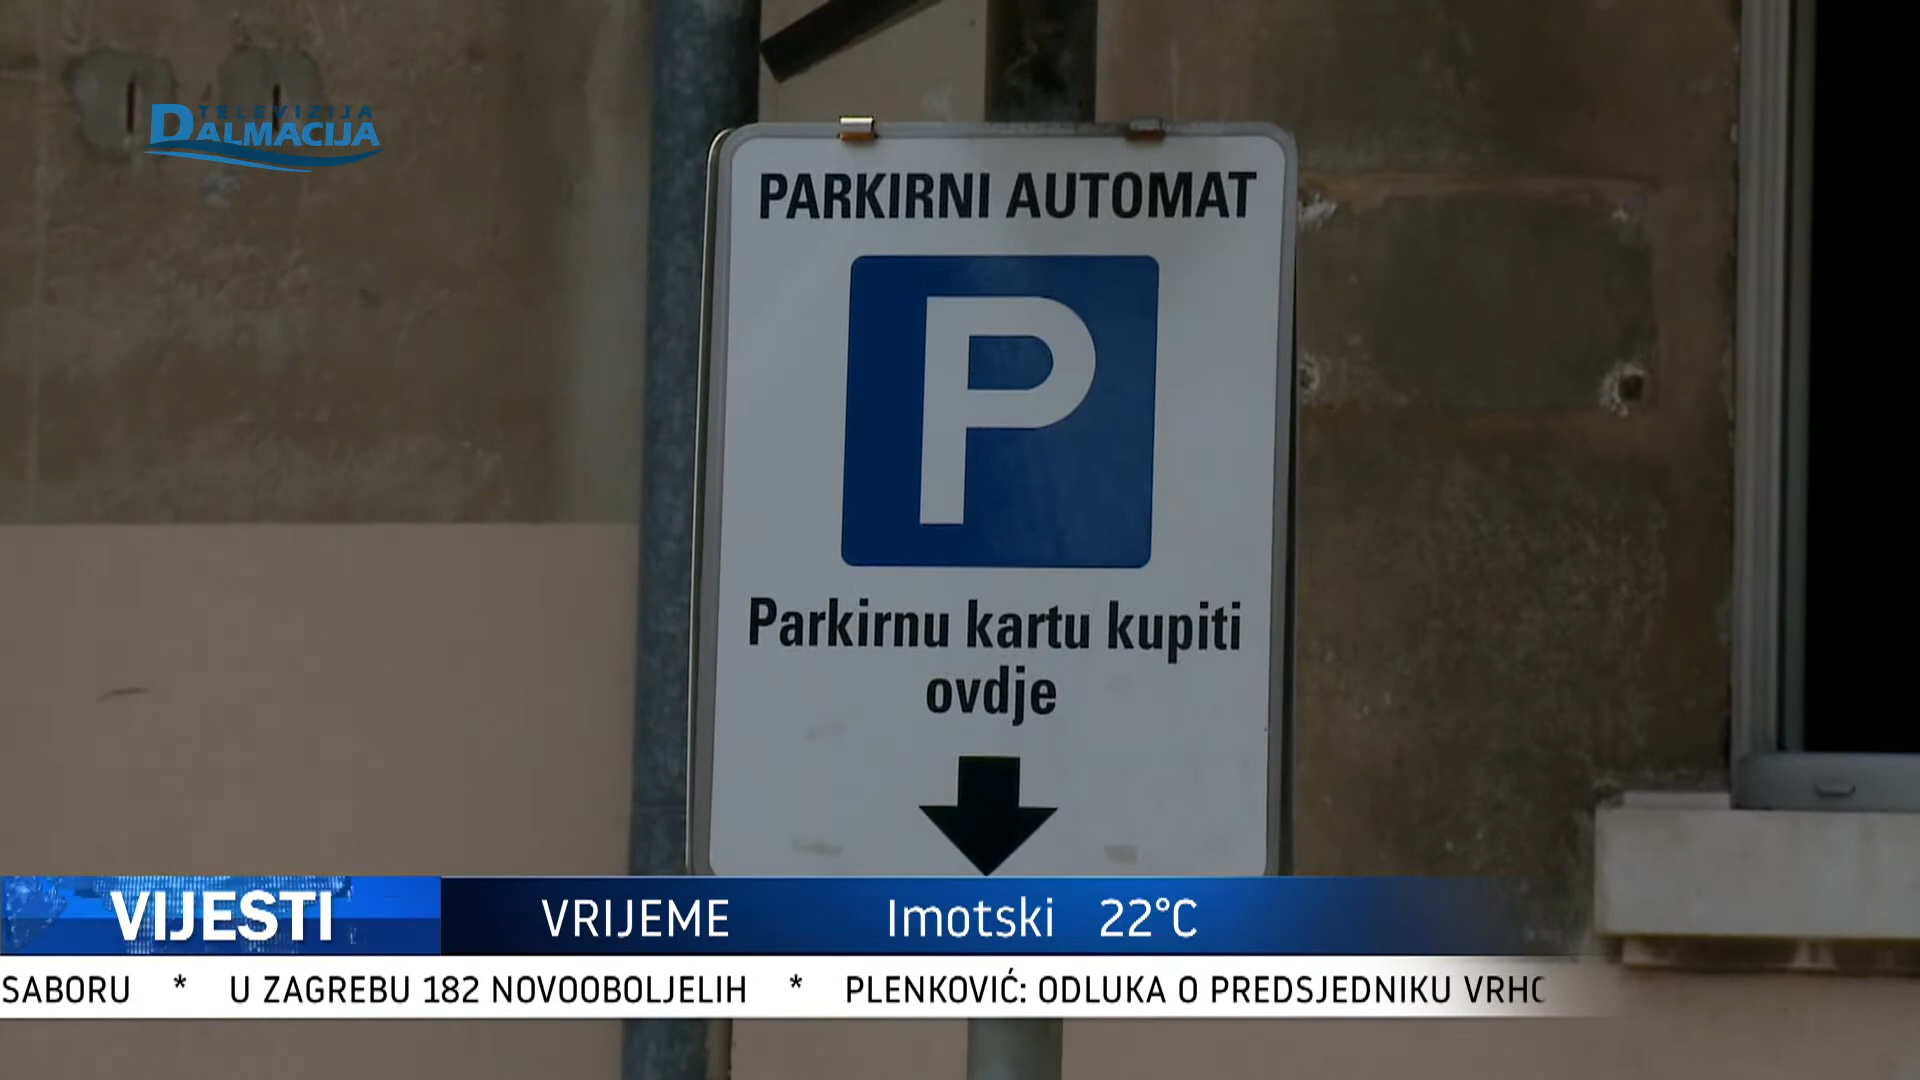 TELEVIZIJA
DALMACIJA
PARKIRNI AUTOMAT
P
Parkirnu kartu kupiti
ovdje
VIJESTI VRIJEME Imotski 22°C
SABORU * U ZAGREBU 182 NOVOOBOLJELIH * PLENKOVIĆ: ODLUKA O PREDSJEDNIKU